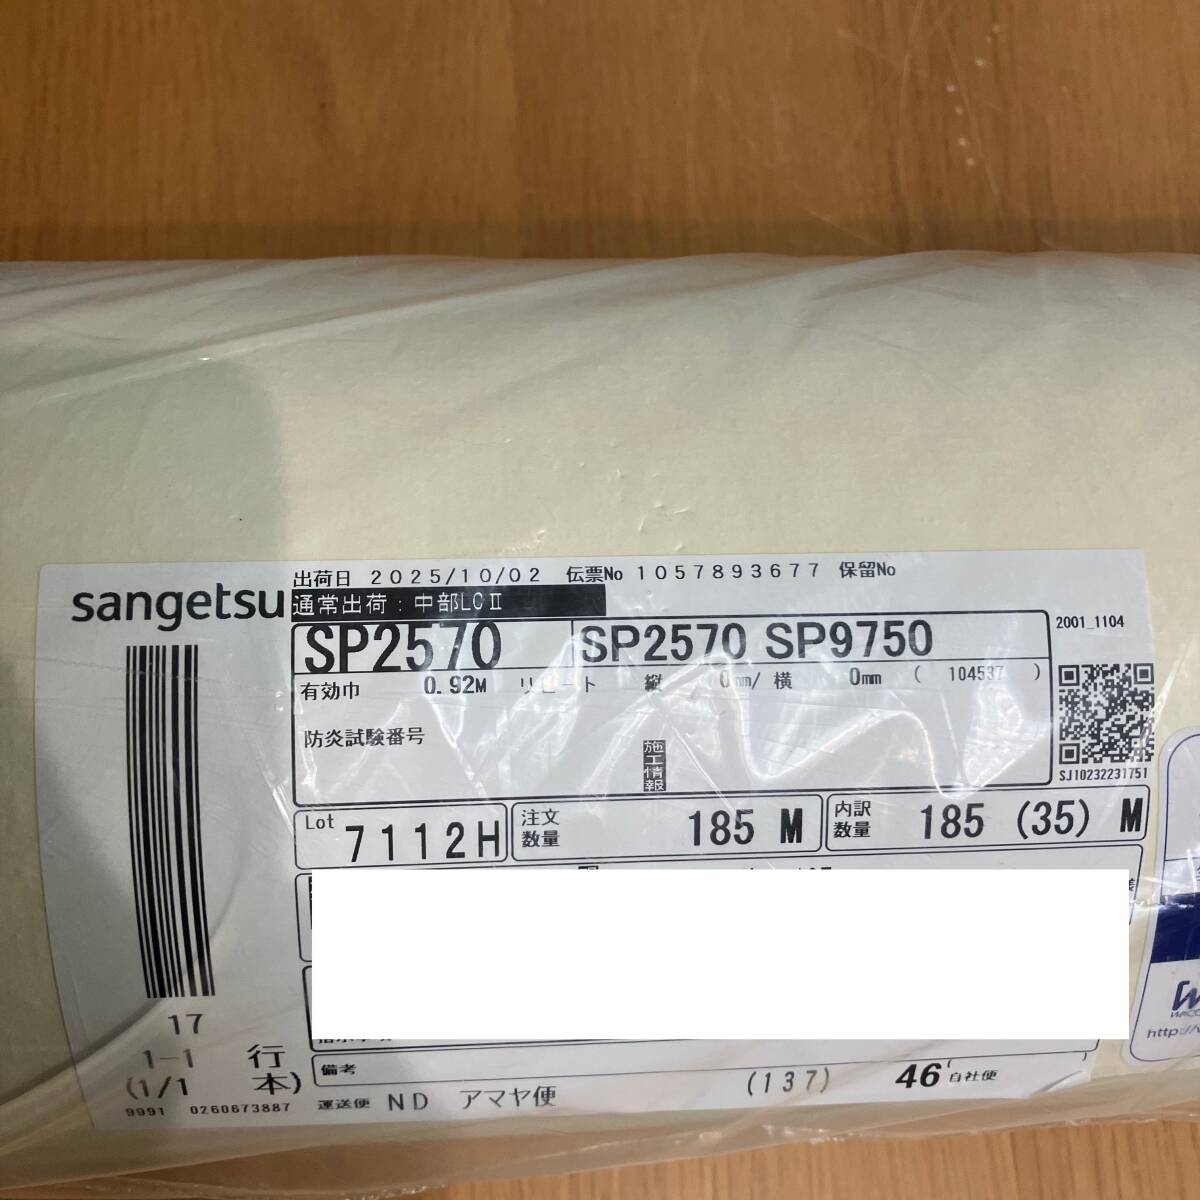 sangetsu
出荷日 2025/10/02 伝票No 1057893677 保留No
通常出荷:中部LCⅡ
SP2570
SP2570 SP9750
2001_1104
有効巾 0.92M リピート 縦 0mm/ 横 0mm ( 104537 )
防炎試験番号
施工情報
SJ10232231751
Lot 7112H
注文数量 185 M
内訳数量 185 (35) M
17
1-1 行
(1/1 本)
9991 0260673887
備考
運送便 ND アマヤ便
(137) 46 自社便
http://